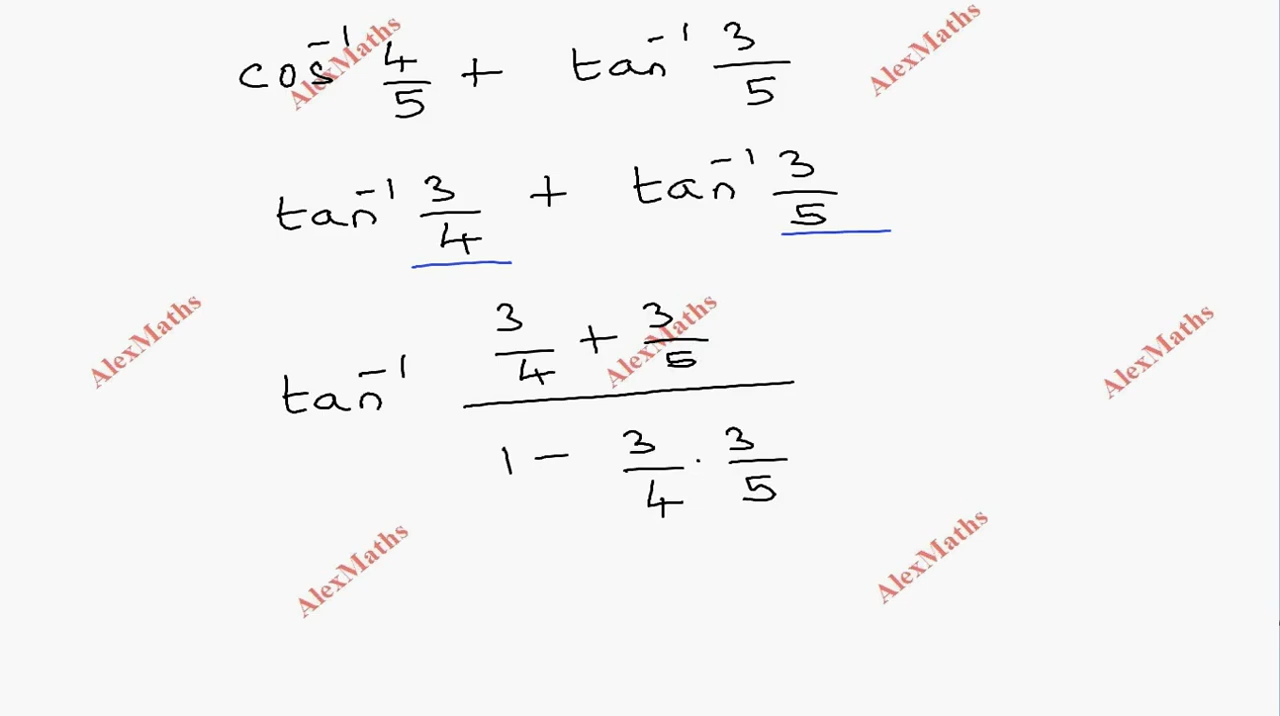 cos⁻¹ 4/5 + tan⁻¹ 3/5
tan⁻¹ 3/4 + tan⁻¹ 3/5
tan⁻¹ (3/4 + 3/5)/(1 - 3/4 · 3/5)
AlexMaths
AlexMaths
AlexMaths
AlexMaths
AlexMaths
AlexMaths
AlexMaths